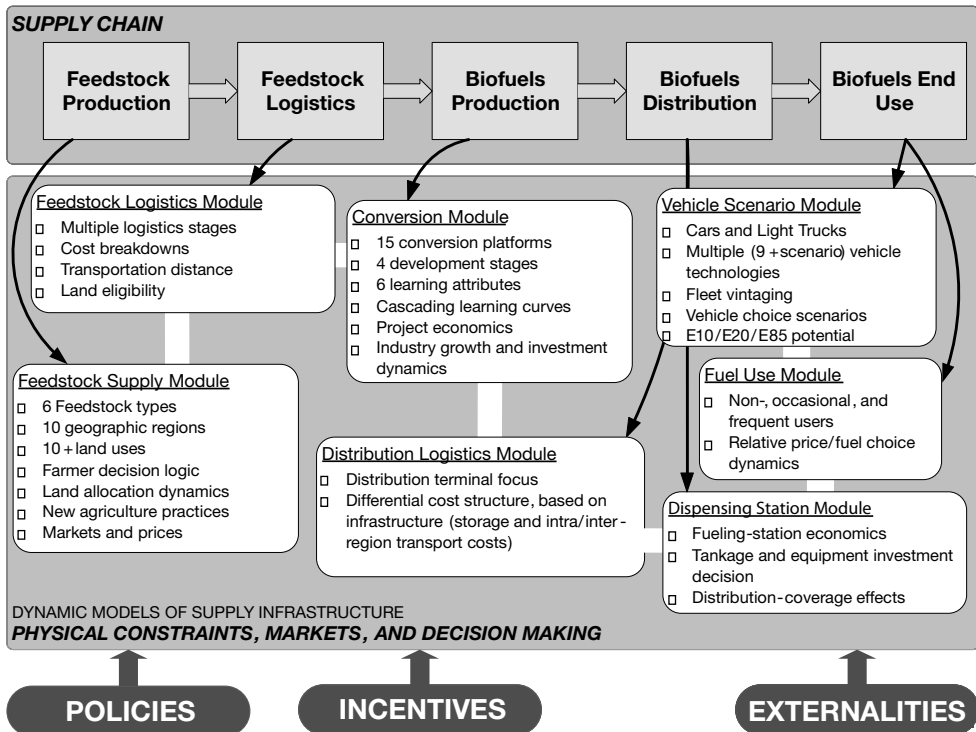 SUPPLY CHAIN
Feedstock
Production
Feedstock
Logistics
Biofuels
Production
Biofuels
Distribution
Biofuels End
Use
Feedstock Logistics Module
Multiple logistics stages
Cost breakdowns
Transportation distance
Land eligibility
Conversion Module
15 conversion platforms
4 development stages
6 learning attributes
Cascading learning curves
Project economics
Industry growth and investment
dynamics
Vehicle Scenario Module
Cars and Light Trucks
Multiple (9+scenario) vehicle
technologies
Fleet vintaging
Vehicle choice scenarios
E10/E20/E85 potential
Feedstock Supply Module
6 Feedstock types
10 geographic regions
10+land uses
Farmer decision logic
Land allocation dynamics
New agriculture practices
Markets and prices
Fuel Use Module
Non-, occasional, and
frequent users
Relative price/fuel choice
dynamics
Distribution Logistics Module
Distribution terminal focus
Differential cost structure, based on
infrastructure (storage and intra/inter-
region transport costs)
Dispensing Station Module
Fueling-station economics
Tankage and equipment investment
decision
Distribution-coverage effects
DYNAMIC MODELS OF SUPPLY INFRASTRUCTURE
PHYSICAL CONSTRAINTS, MARKETS, AND DECISION MAKING
POLICIES
INCENTIVES
EXTERNALITIES